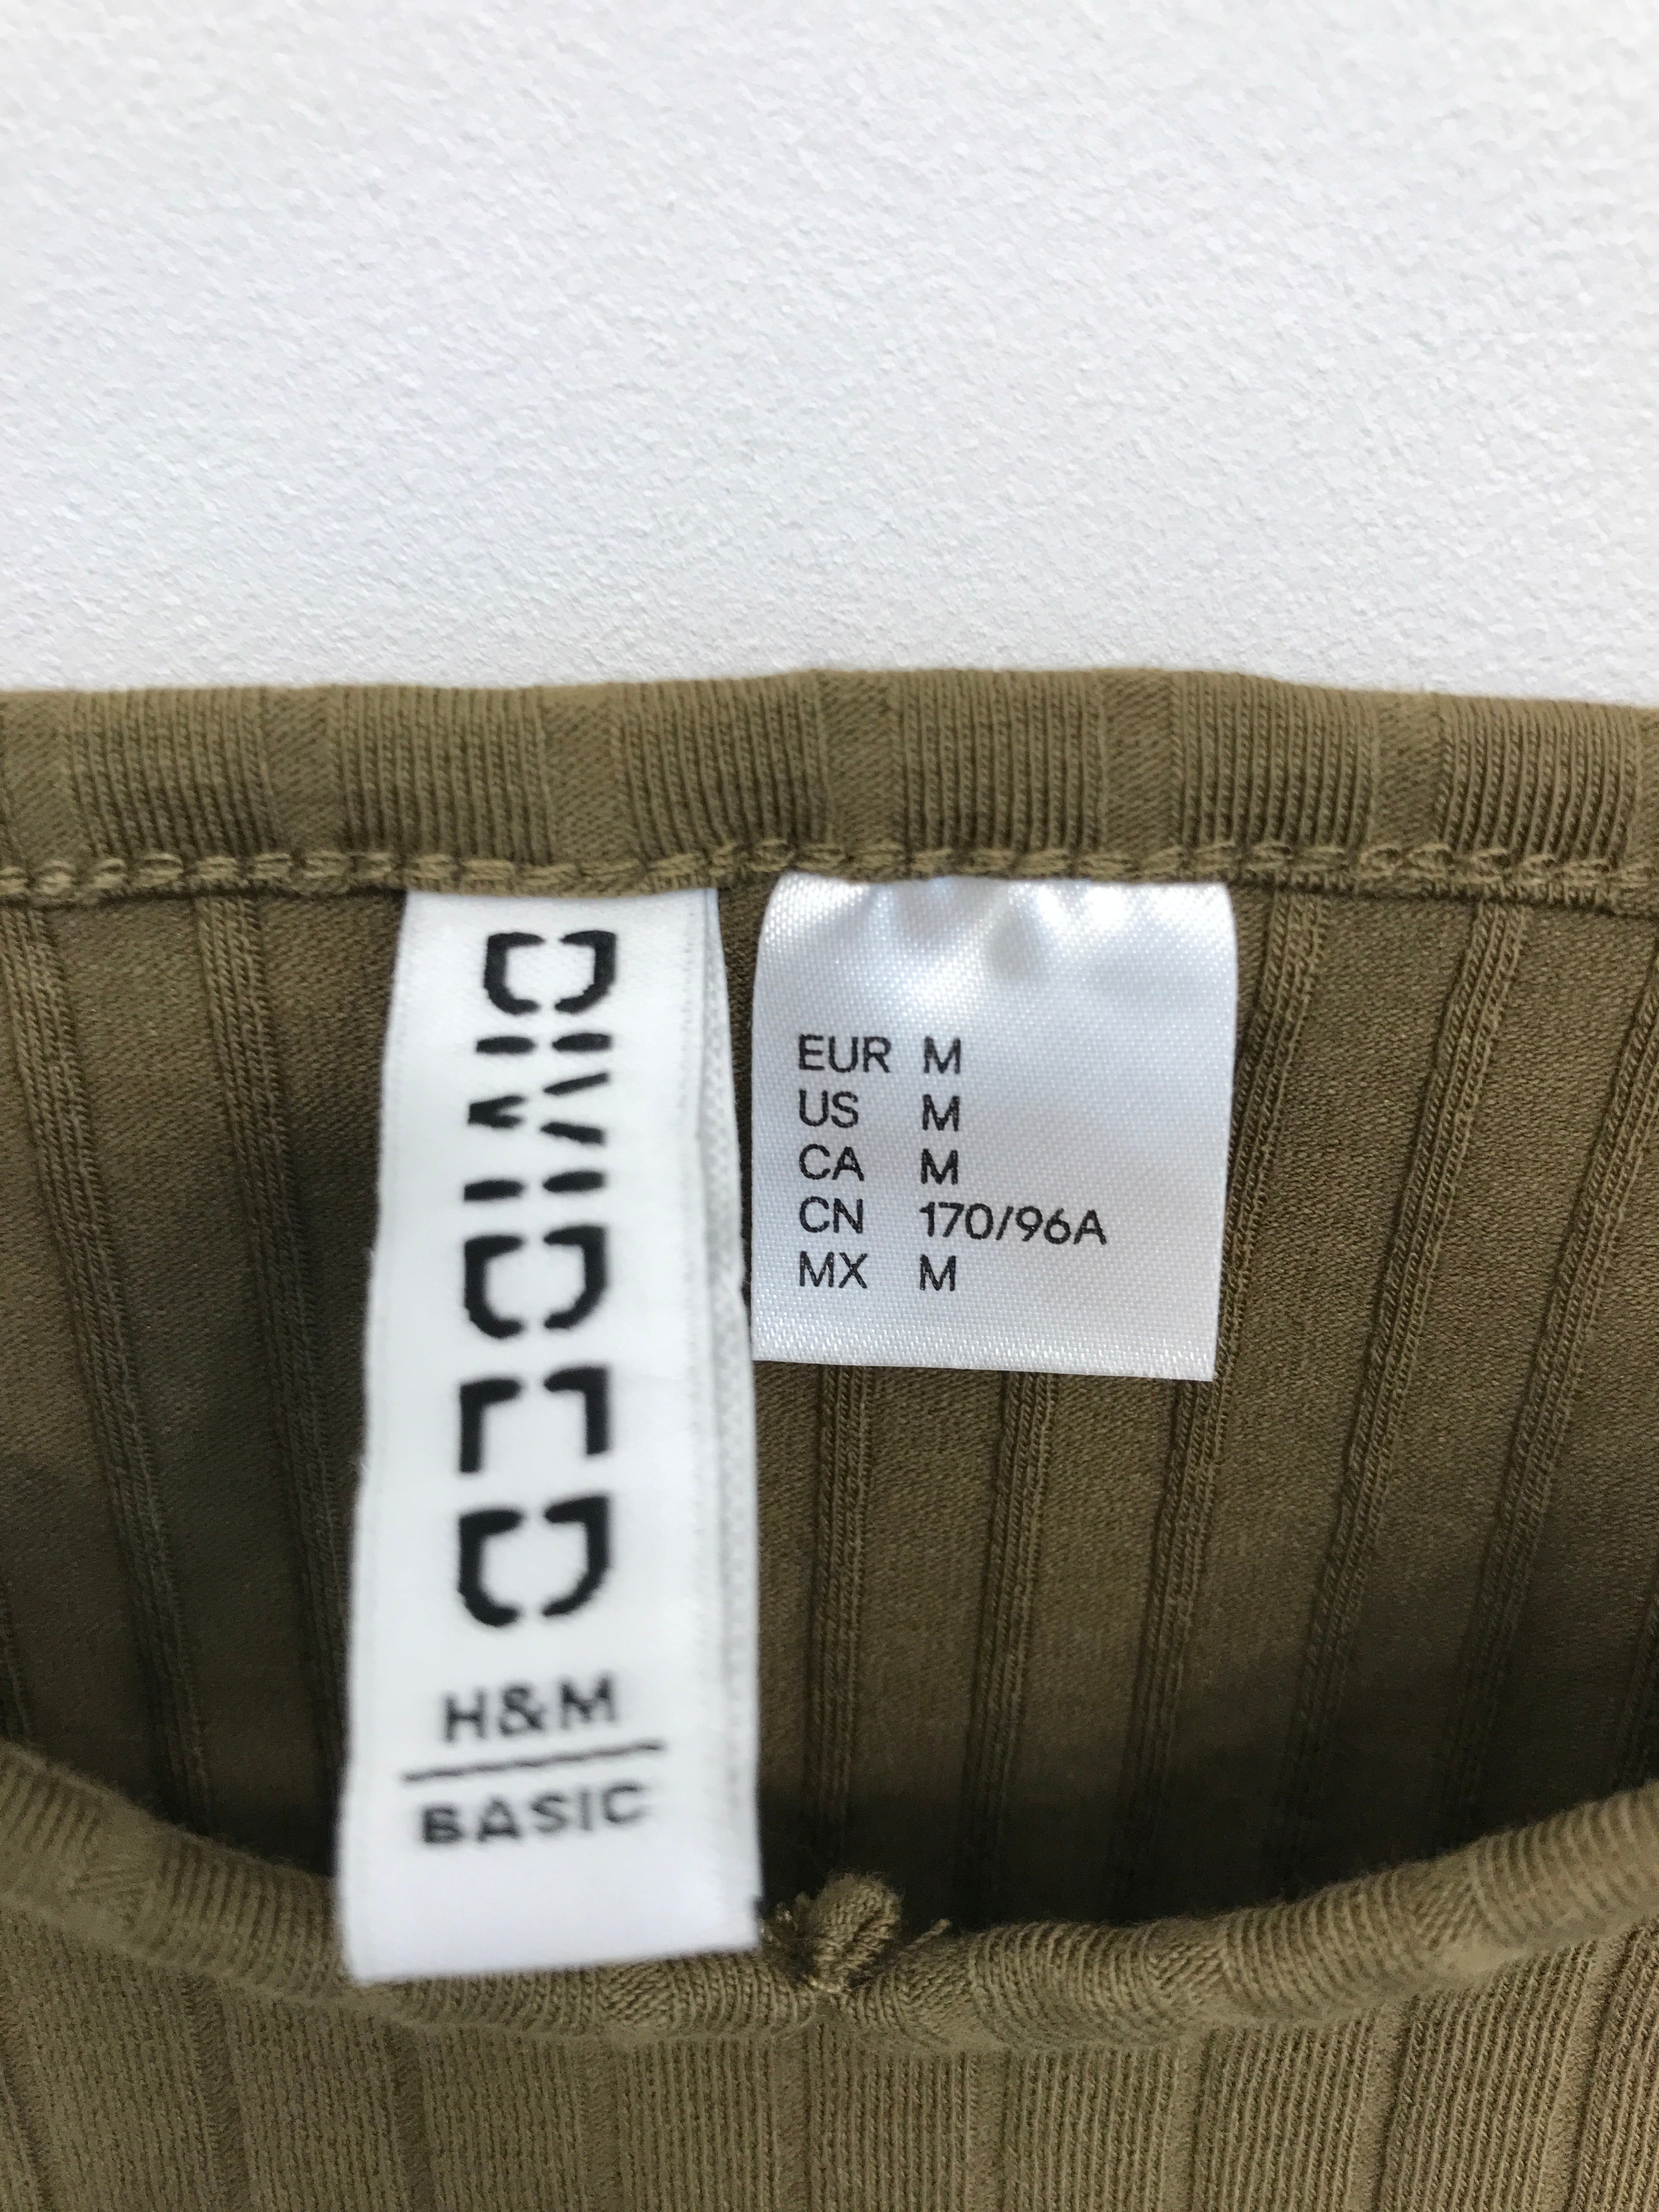 DIVIDED
H&M
BASIC
EUR M
US M
CA M
CN 170/96A
MX M